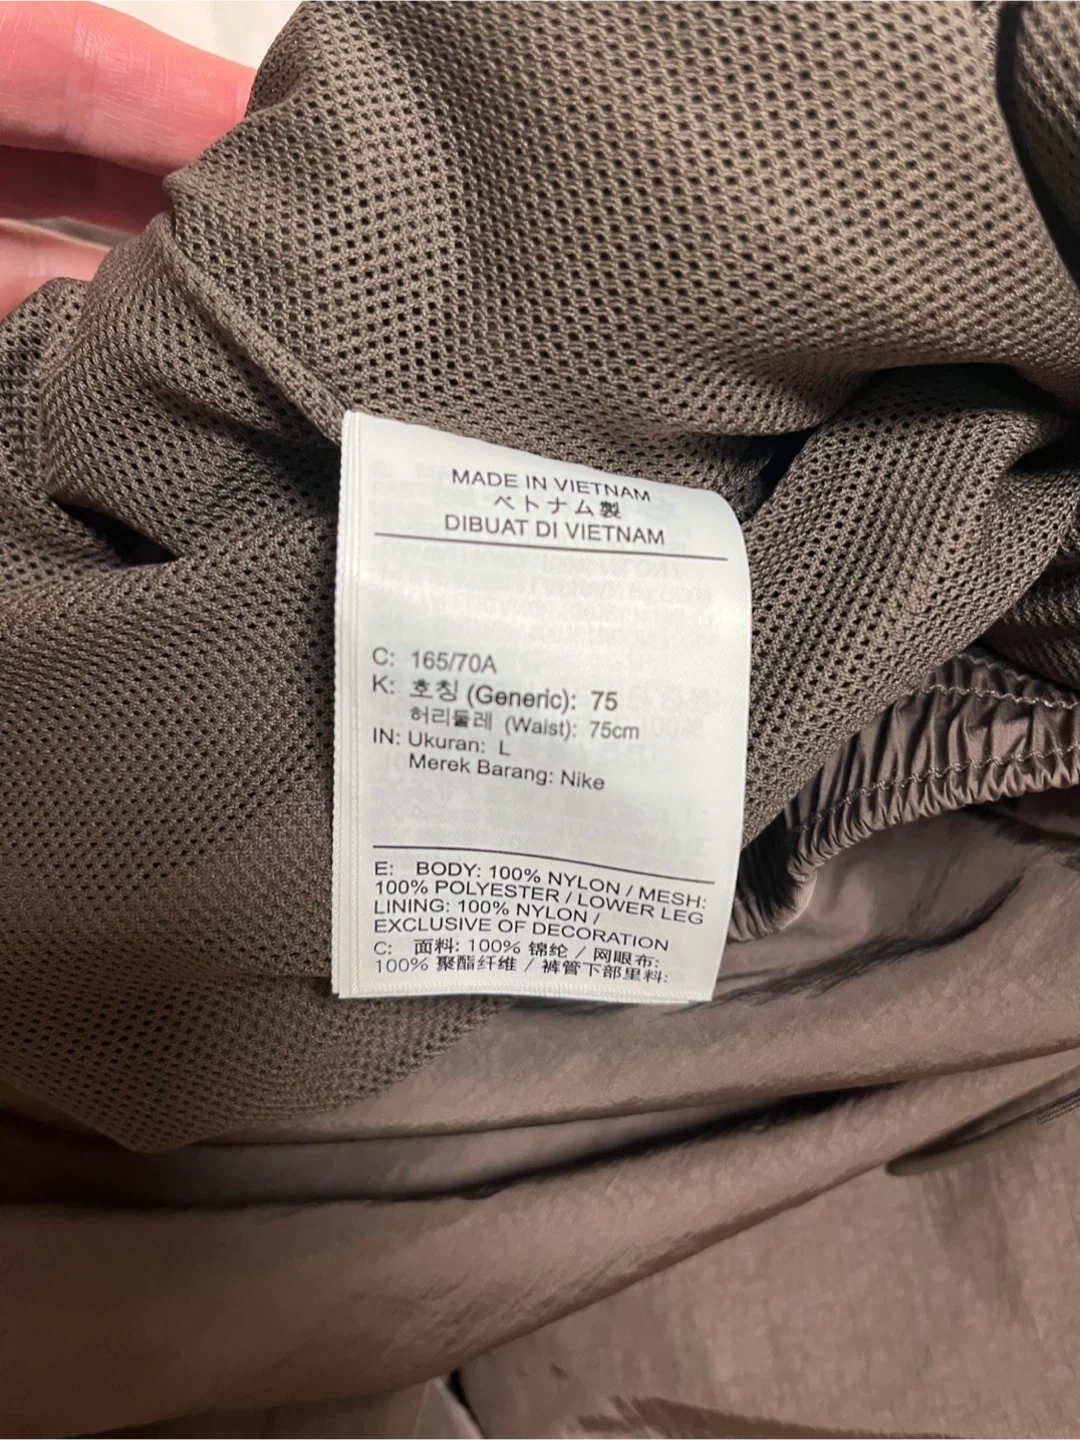 MADE IN VIETNAM
ベトナム製
DIBUAT DI VIETNAM
C: 165/70A
K: 호칭 (Generic): 75
허리둘레 (Waist): 75cm
IN: Ukuran: L
Merek Barang: Nike
E: BODY: 100% NYLON / MESH:
100% POLYESTER / LOWER LEG
LINING: 100% NYLON /
EXCLUSIVE OF DECORATION
C: 面料: 100% 锦纶 / 网眼布:
100% 聚酯纤维 / 裤管下部里料: